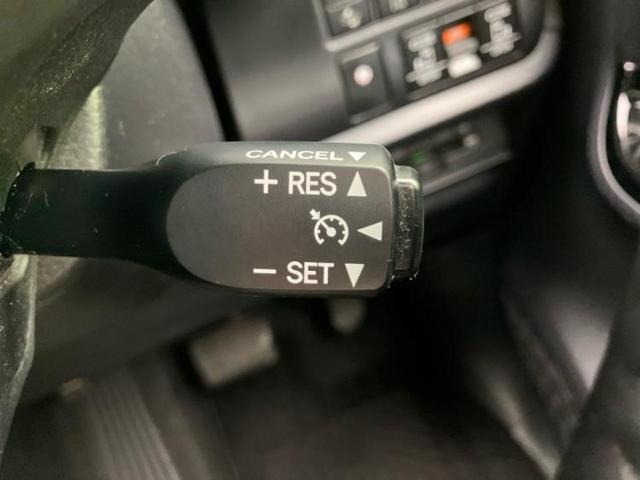 CANCEL ▼
+ RES ▲
◀
− SET ▼